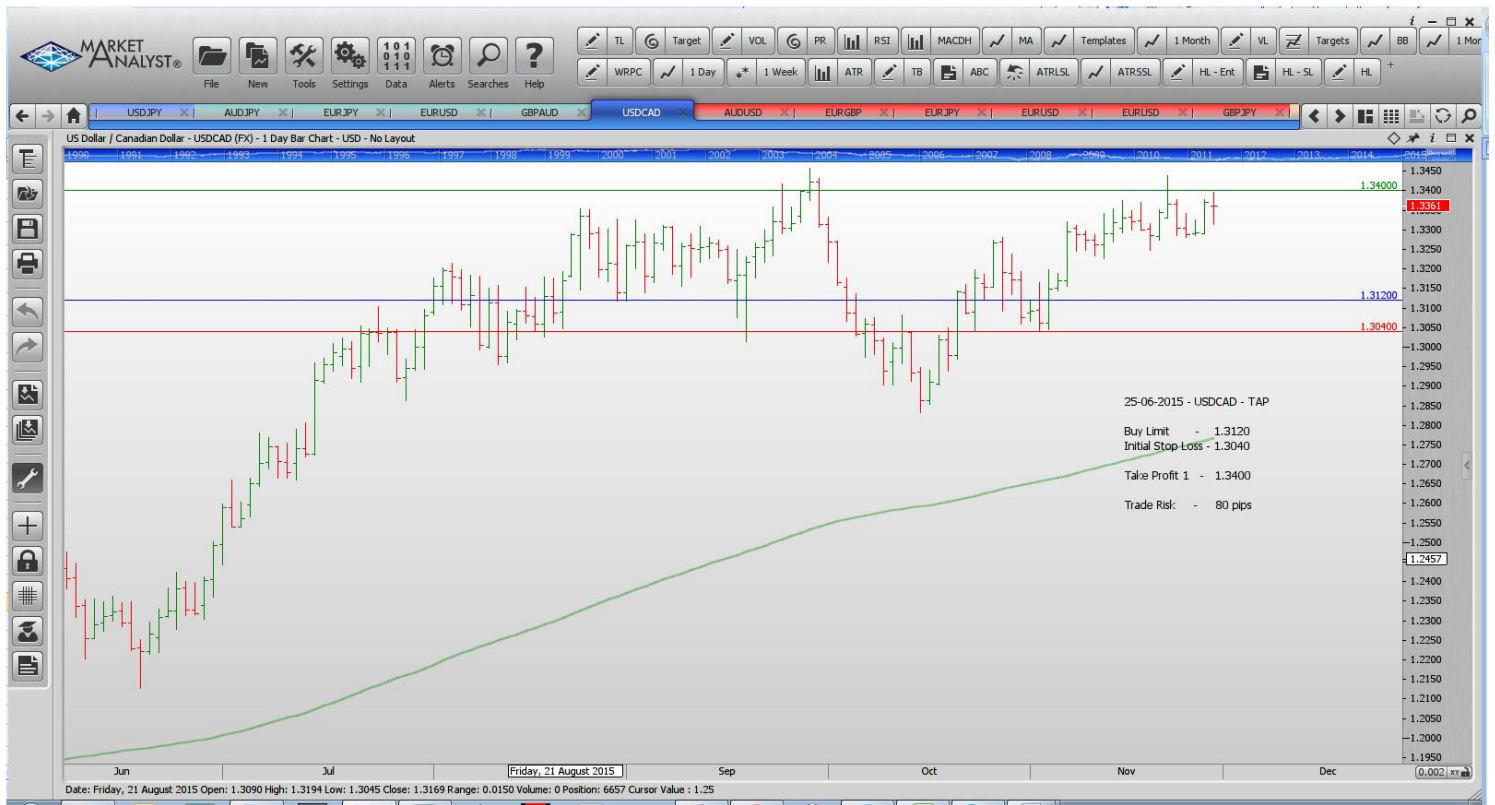 MARKET
ANALYST®
File New Tools Settings Data Alerts Searches Help
101
010
111
TL Target VOL PR RSI MACDH MA Templates 1 Month VL Targets BB 1 Mor
WRPC 1 Day 1 Week ATR TB ABC ATRLSL ATRSSL HL - Ent HL - SL HL
USDJPY AUDJPY EURJPY EURUSD GBPAUD USDCAD AUDUSD EURGBP EURJPY EURUSD EURUSD GBPJPY
US Dollar / Canadian Dollar - USDCAD (FX) - 1 Day Bar Chart - USD - No Layout
1990 1991 1992 1993 1994 1995 1996 1997 1998 1999 2000 2001 2002 2003 2004 2005 2006 2007 2008 2009 2010 2011 2012 2013 2014 2015
1.3450
1.34000
1.3400
1.3361
1.3300
1.3250
1.3200
1.3150
1.31200
1.3100
1.30400
1.3050
1.3000
1.2950
1.2900
1.2850
1.2800
1.2750
1.2700
1.2650
1.2600
1.2550
1.2500
1.2457
1.2400
1.2350
1.2300
1.2250
1.2200
1.2150
1.2100
1.2050
1.2000
1.1950
25-06-2015 - USDCAD - TAP
Buy Limit - 1.3120
Initial Stop Loss - 1.3040
Take Profit 1 - 1.3400
Trade Risk - 80 pips
Jun Jul Friday, 21 August 2015 Sep Oct Nov Dec 0.002 XY
Date: Friday, 21 August 2015 Open: 1.3090 High: 1.3194 Low: 1.3045 Close: 1.3169 Range: 0.0150 Volume: 0 Position: 6657 Cursor Value : 1.25